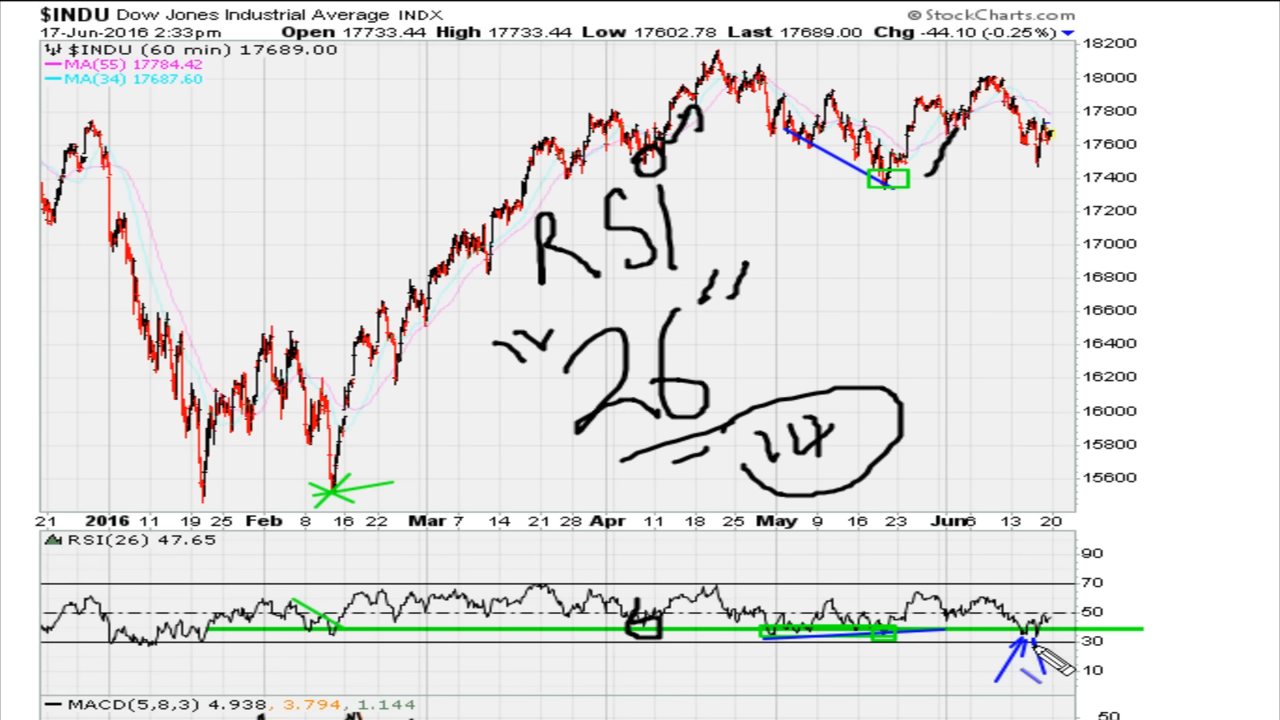 $INDU Dow Jones Industrial Average INDX
© StockCharts.com
17-Jun-2016 2:33pm
Open 17733.44 High 17733.44 Low 17602.78 Last 17689.00 Chg -44.10 (-0.25%)
$INDU (60 min) 17689.00
MA(55) 17784.42
MA(34) 17687.60
18200
18000
17800
17600
17400
17200
17000
16800
16600
16400
16200
16000
15800
15600
RSI
"26"
14
21 2016 11 19 25 Feb 8 16 22 Mar 7 14 21 28 Apr 11 18 25 May 9 16 23 Jun 6 13 20
RSI(26) 47.65
90
70
50
30
10
MACD(5,8,3) 4.938, 3.794, 1.144
50